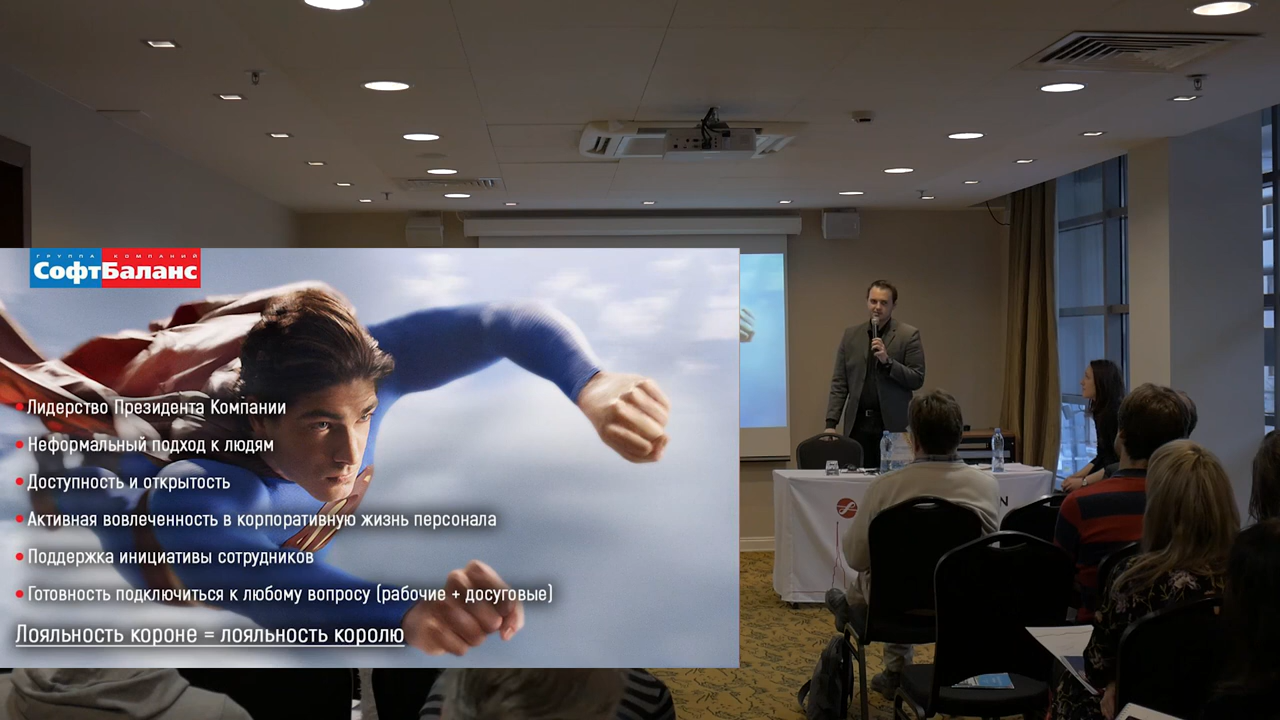 ГРУППА КОМПАНИЙ
СофтБаланс
Лидерство Президента Компании
Неформальный подход к людям
Доступность и открытость
Активная вовлеченность в корпоративную жизнь персонала
Поддержка инициативы сотрудников
Готовность подключиться к любому вопросу (рабочие + досуговые)
Лояльность короне = лояльность королю